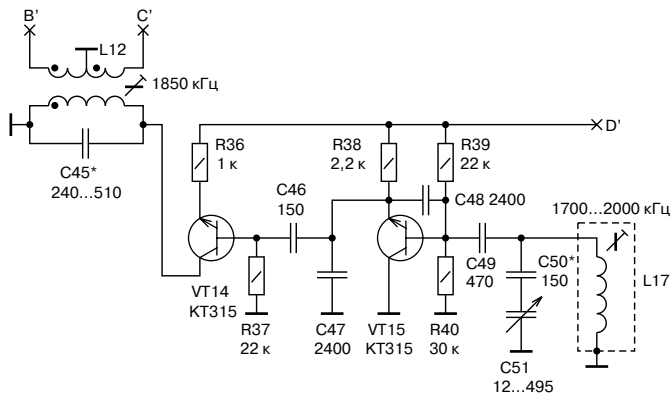 B' C'
L12
1850 кГц
D'
C45*
240...510
R36
1 к
R38
2,2 к
R39
22 к
C46
150
C48 2400
1700...2000 кГц
C49
470
C50*
150
L17
VT14
КТ315
R37
22 к
C47
2400
VT15
КТ315
R40
30 к
C51
12...495